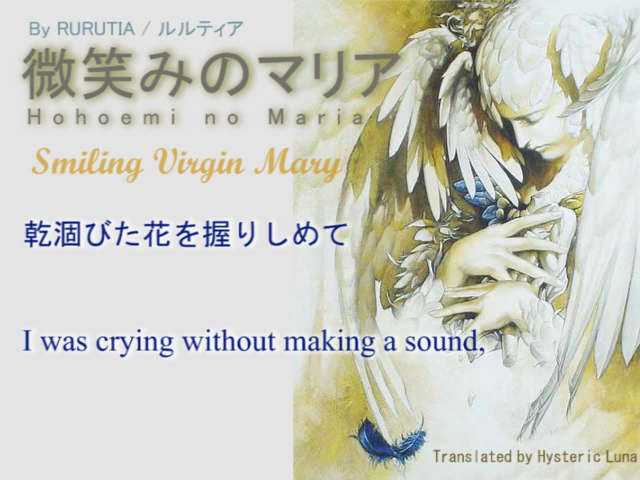 By RURUTIA / ルルティア
微笑みのマリア
Hohoemi no Maria
Smiling Virgin Mary
乾涸びた花を握りしめて
I was crying without making a sound,
Translated by Hysteric Luna